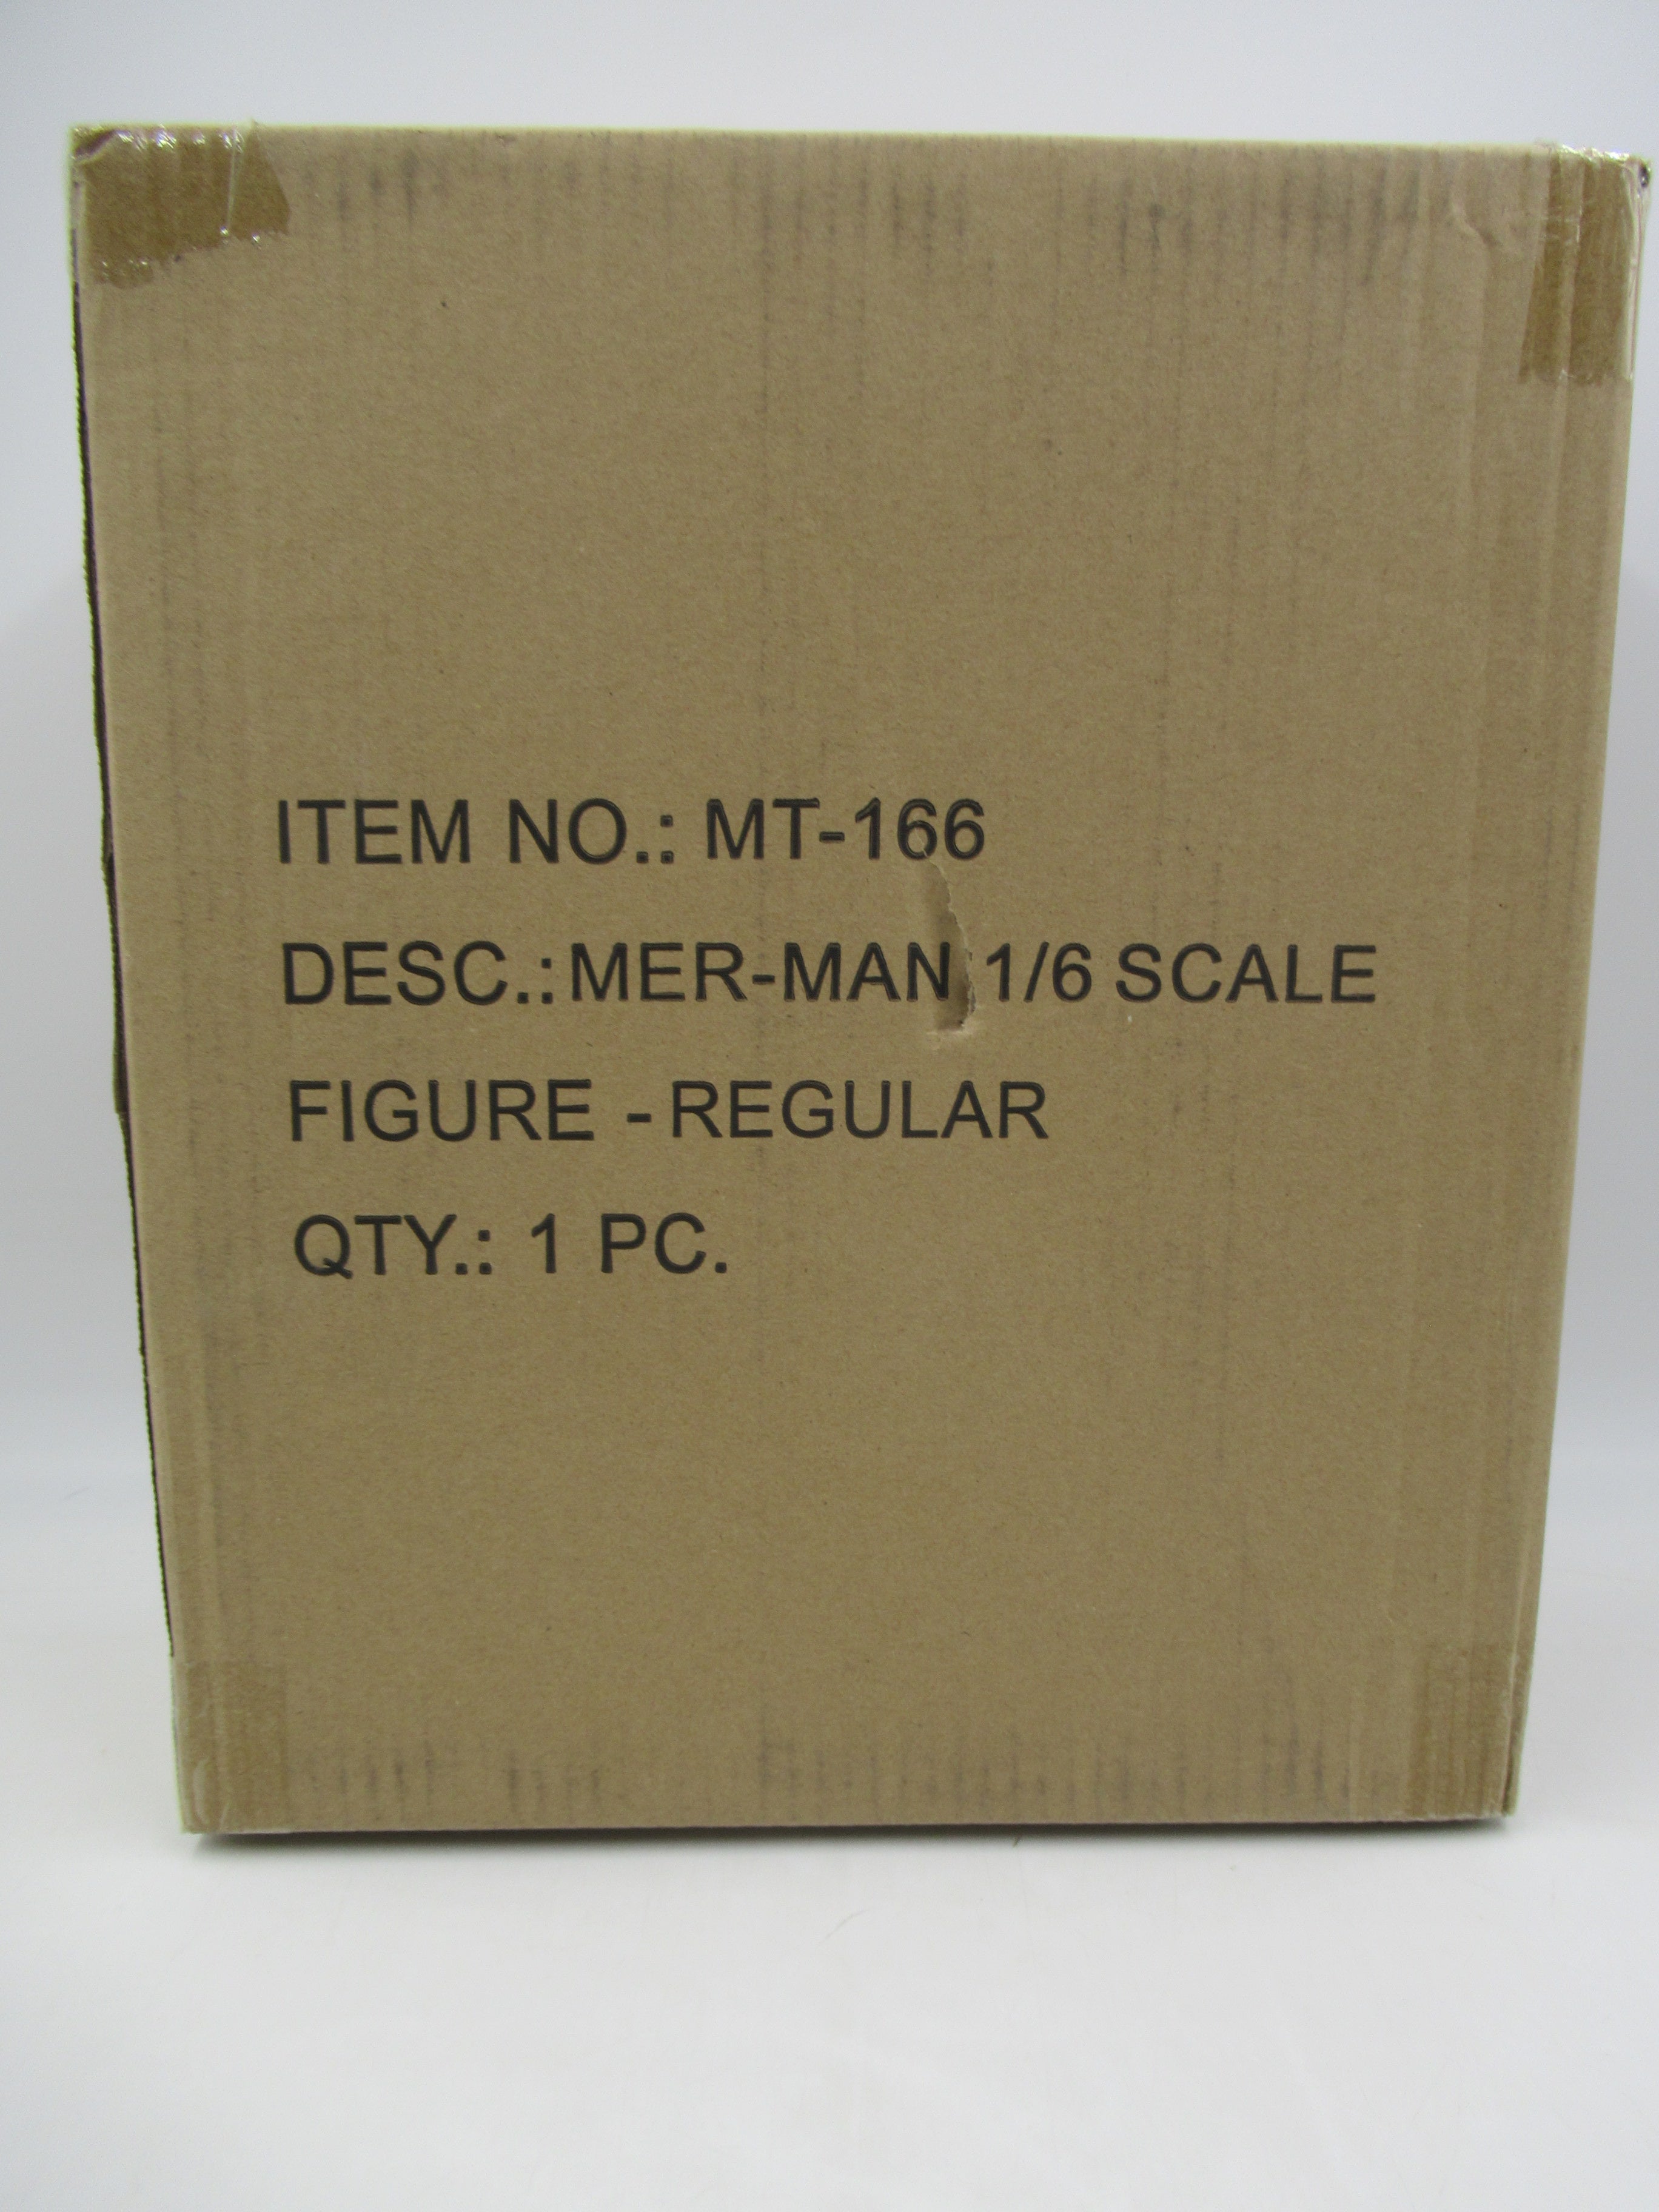 ITEM NO.: MT-166
DESC.: MER-MAN 1/6 SCALE
FIGURE - REGULAR
QTY.: 1 PC.